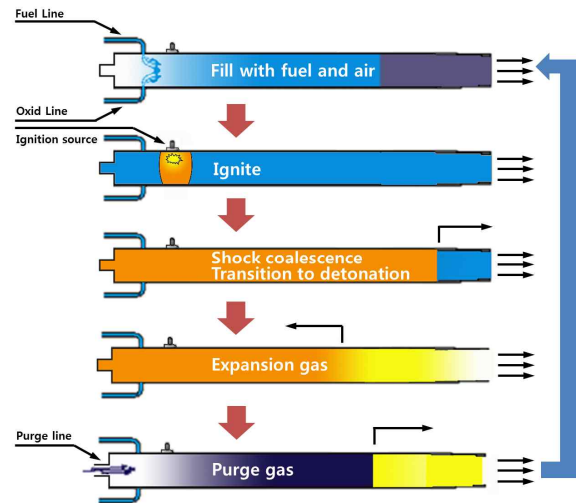 Fuel Line
Fill with fuel and air
Oxid Line
Ignition source
Ignite
Shock coalescence
Transition to detonation
Expansion gas
Purge line
Purge gas